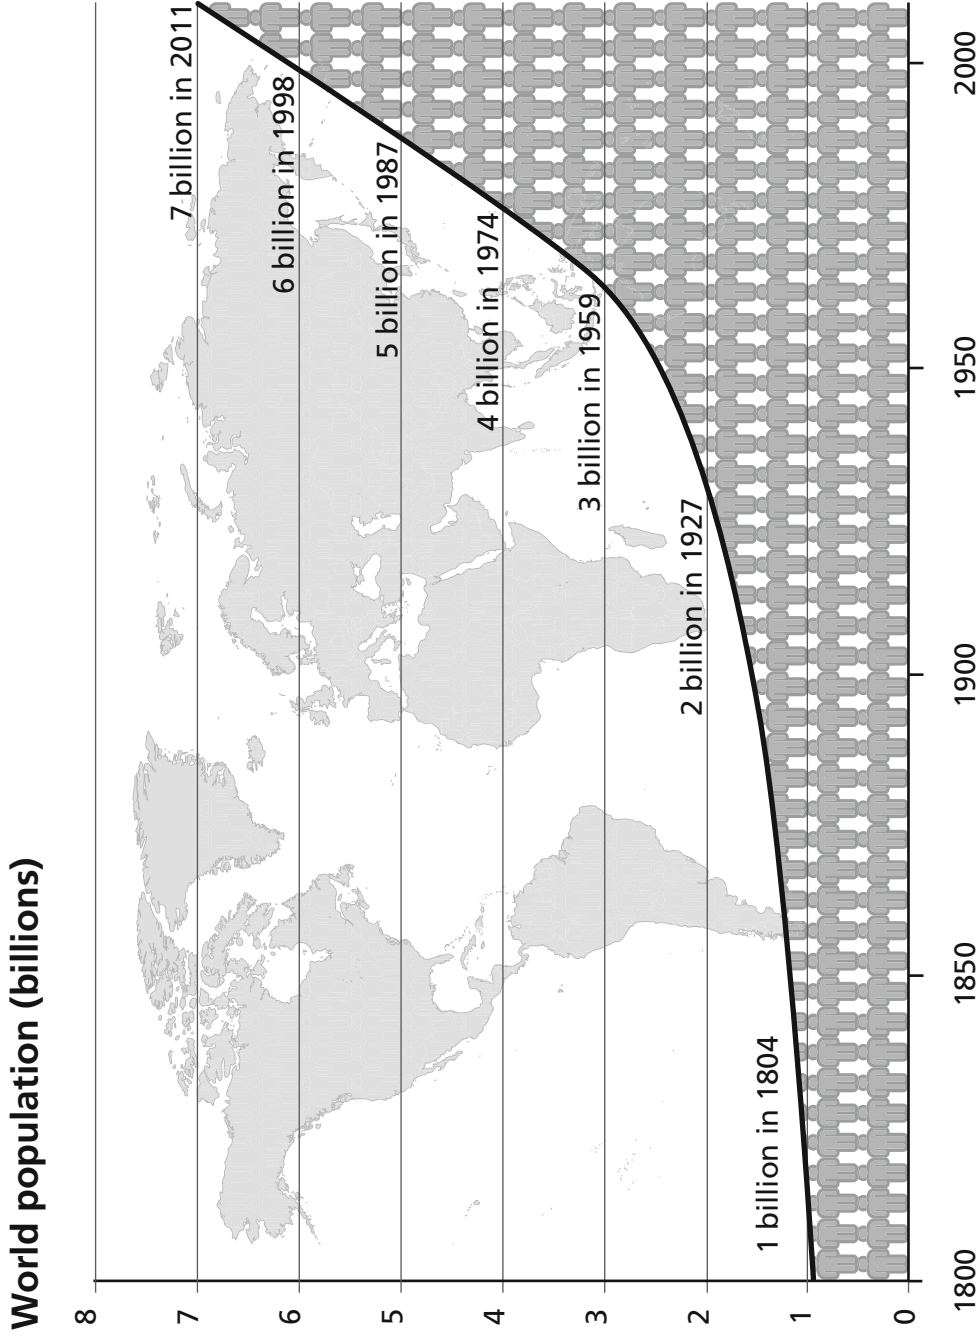 World population (billions)
8
7
6
5
4
3
2
1
0
7 billion in 2011
6 billion in 1998
5 billion in 1987
4 billion in 1974
3 billion in 1959
2 billion in 1927
1 billion in 1804
1800
1850
1900
1950
2000